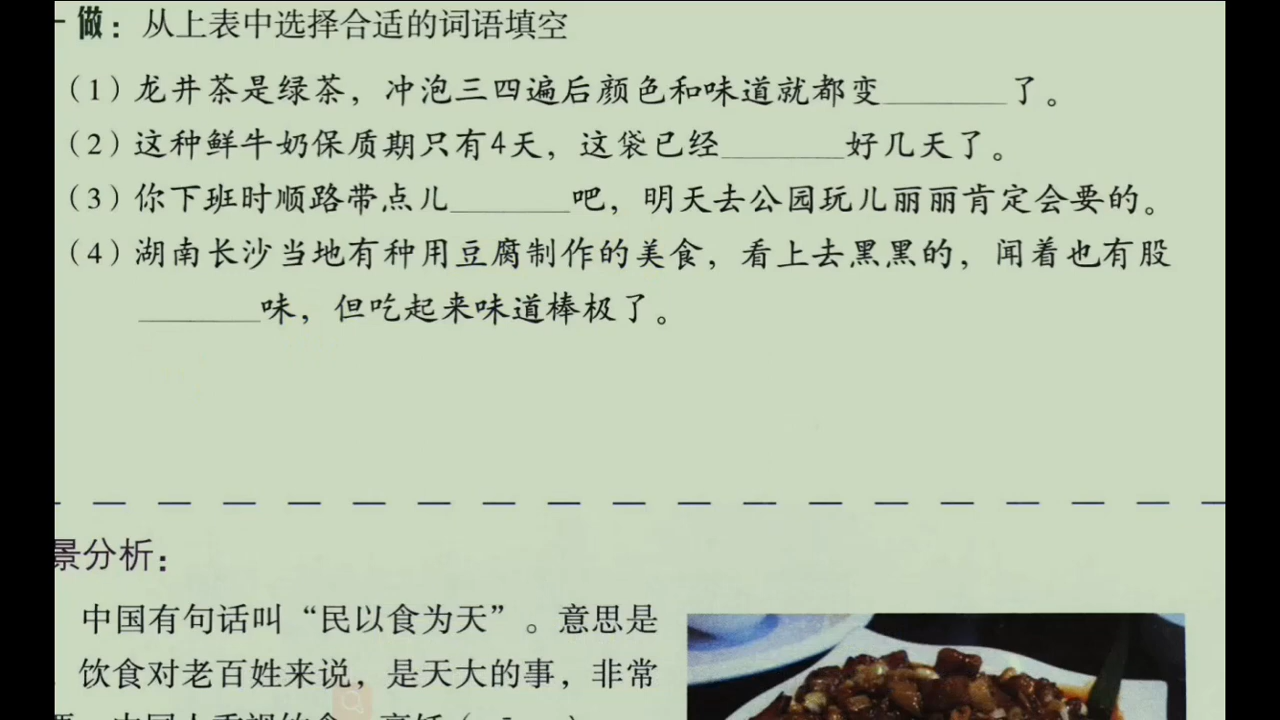 做：从上表中选择合适的词语填空
（1）龙井茶是绿茶，冲泡三四遍后颜色和味道就都变______了。
（2）这种鲜牛奶保质期只有4天，这袋已经______好几天了。
（3）你下班时顺路带点儿______吧，明天去公园玩儿丽丽肯定会要的。
（4）湖南长沙当地有种用豆腐制作的美食，看上去黑黑的，闻着也有股
______味，但吃起来味道棒极了。
景分析：
中国有句话叫“民以食为天”。意思是
饮食对老百姓来说，是天大的事，非常